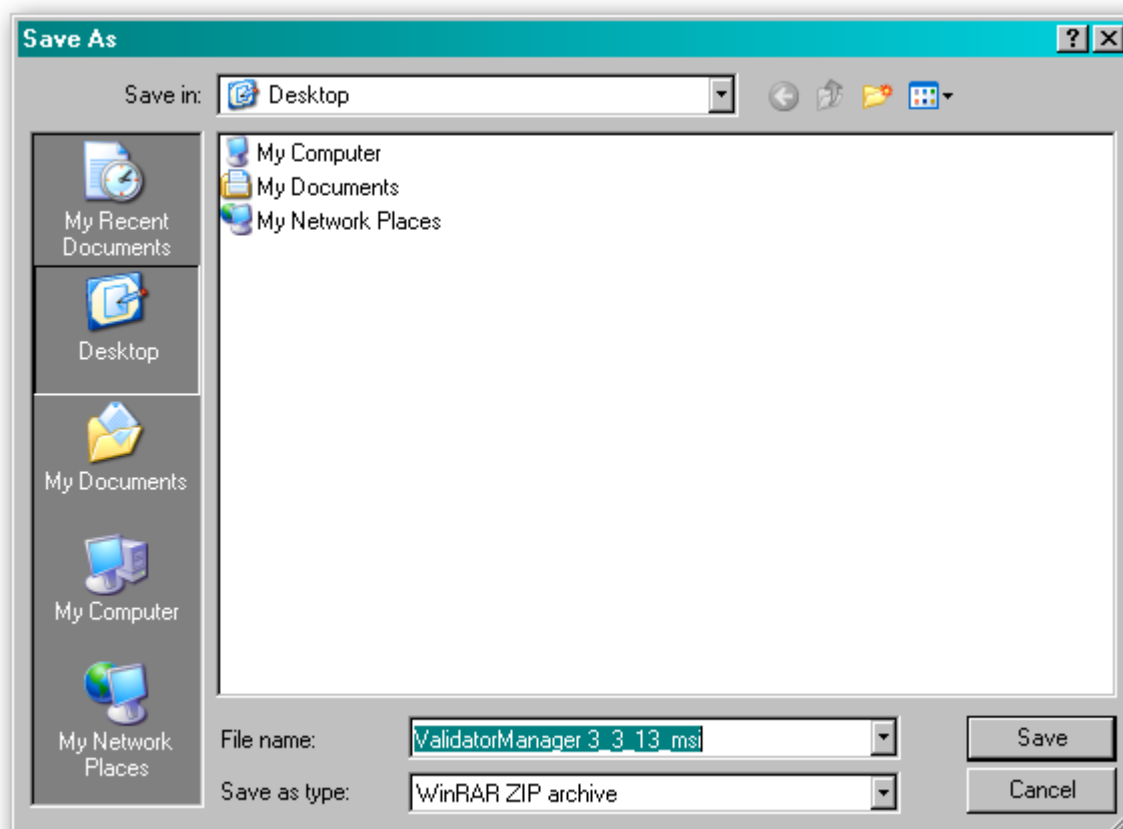 Save As
Save in:
Desktop
My Recent
Documents
Desktop
My Documents
My Computer
My Network
Places
My Computer
My Documents
My Network Places
File name:
ValidatorManager 3_3_13_msi
Save
Save as type:
WinRAR ZIP archive
Cancel